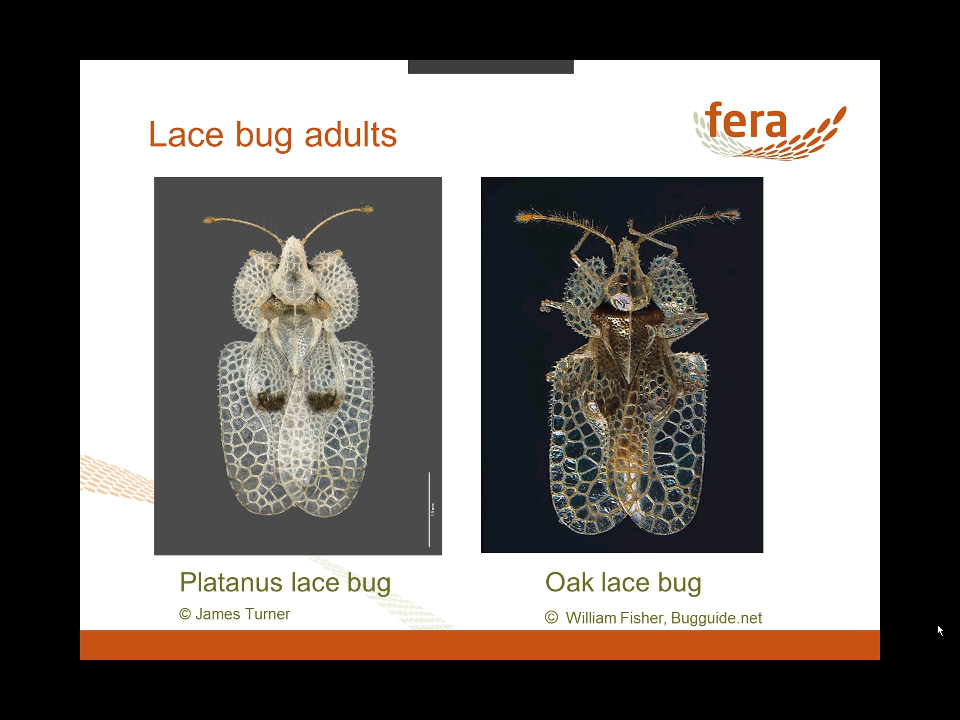 fera
Lace bug adults
Platanus lace bug
© James Turner
Oak lace bug
© William Fisher, Bugguide.net